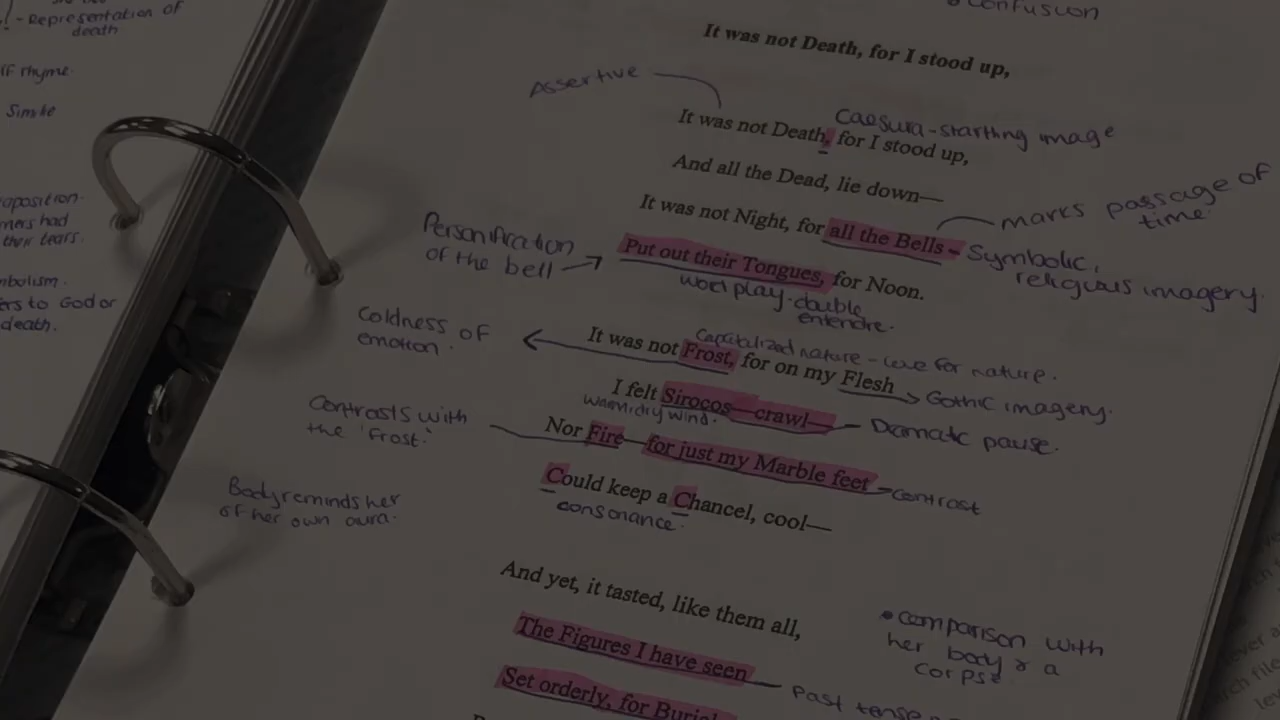 - Representation of
death
rhyme.
Simile
their tears.
death.
confusion
It was not Death, for I stood up,
Assertive
Caesura-startling image
It was not Death, for I stood up,
And all the Dead, lie down—
marks passage of
time.
It was not Night, for all the Bells
Symbolic,
religious imagery.
Personification
of the bell
Put out their Tongues, for Noon.
word play. double
entendre.
Coldness of
emotion.
Capitalized nature - love for nature.
It was not Frost, for on my Flesh
Gothic imagery.
I felt Sirocos—crawl—
wind.
Dramatic pause.
Contrasts with
the 'frost.'
Nor Fire—for just my Marble feet
contrast
Could keep a Chancel, cool—
consonance.
Body reminds her
of her own aura.
And yet, it tasted, like them all,
The Figures I have seen
Set orderly, for Burial
• comparison with
her body & a
corpse.
Past tense